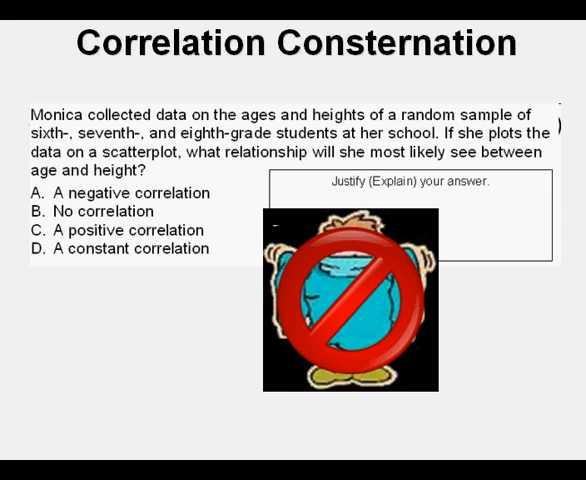 Correlation Consternation
Monica collected data on the ages and heights of a random sample of
sixth-, seventh-, and eighth-grade students at her school. If she plots the
data on a scatterplot, what relationship will she most likely see between
age and height?
Justify (Explain) your answer.
A. A negative correlation
B. No correlation
C. A positive correlation
D. A constant correlation